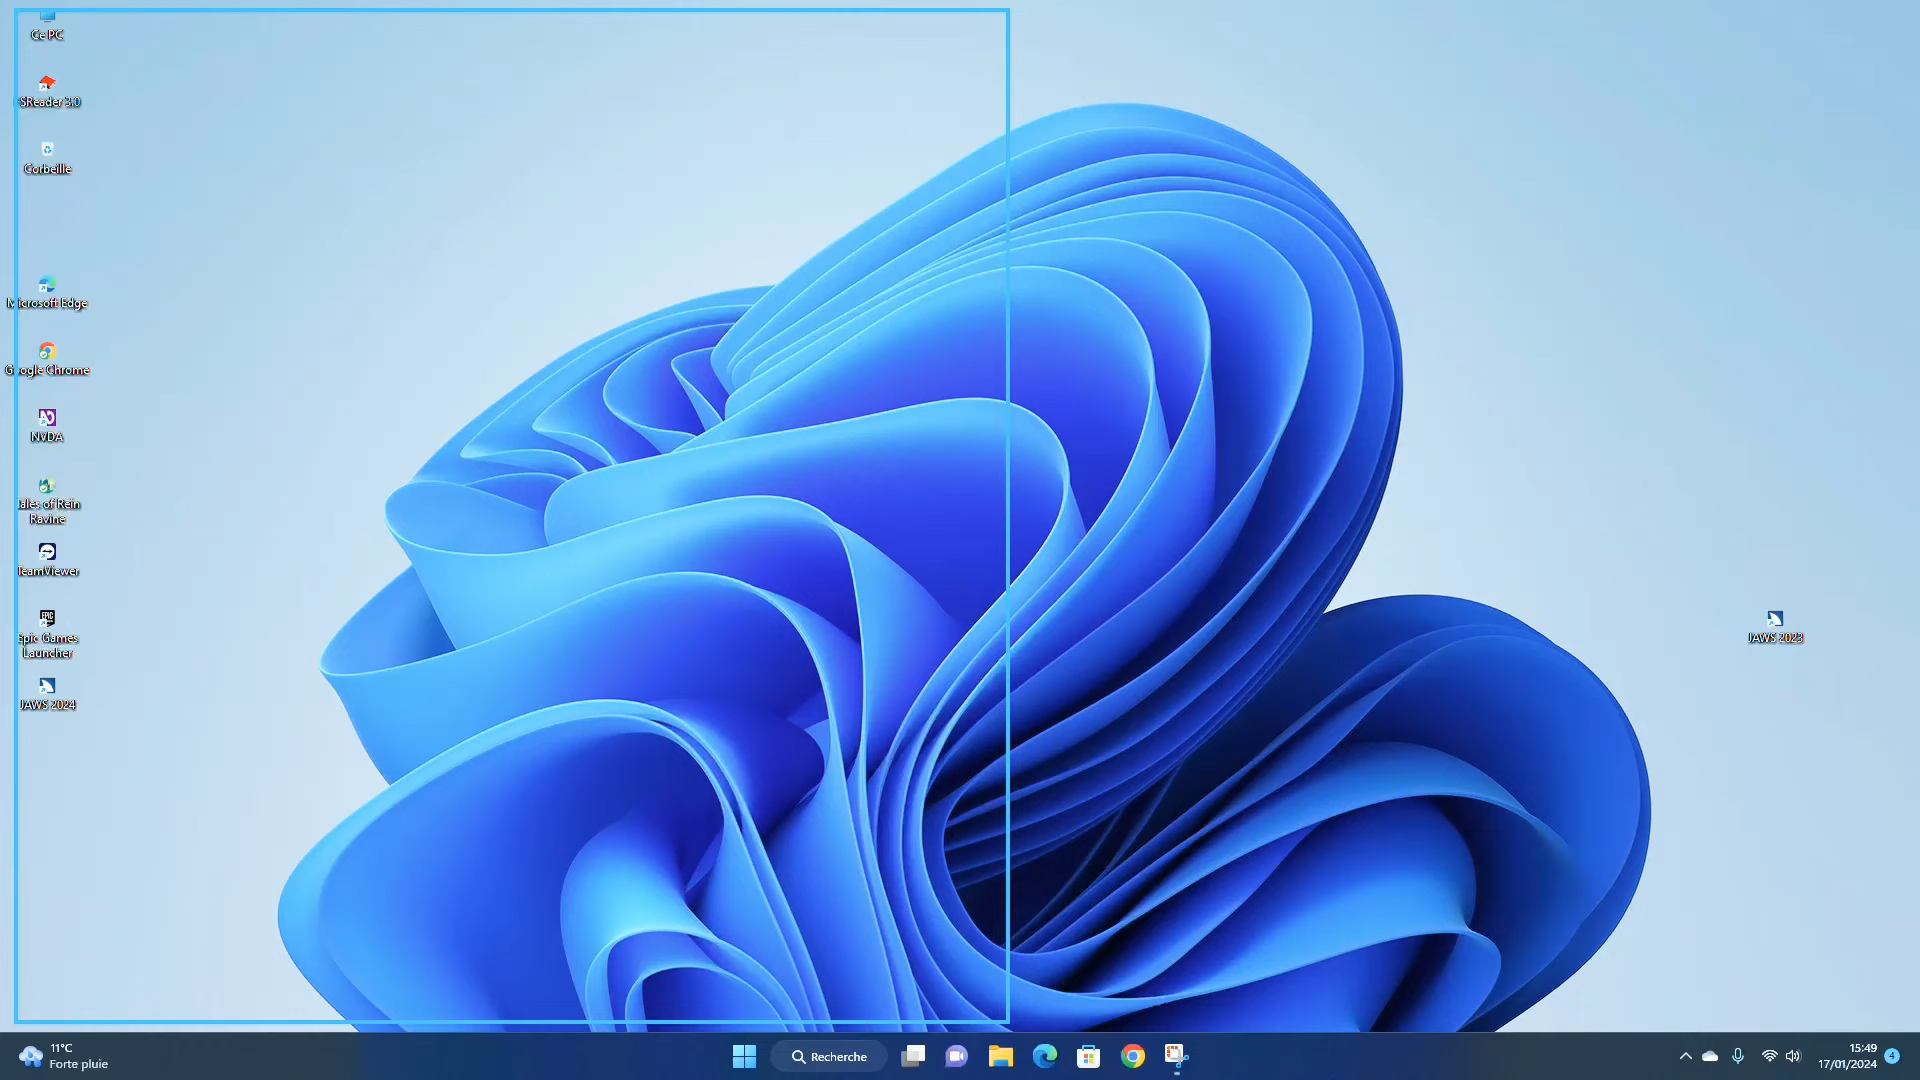 Ce PC
SReader 3.0
Corbeille
Microsoft Edge
Google Chrome
NVDA
Tales of Rein
Ravine
TeamViewer
EPIC
Epic Games
Launcher
JAWS 2024
JAWS 2023
11°C
Forte pluie
Recherche
15:49
17/01/2024
4